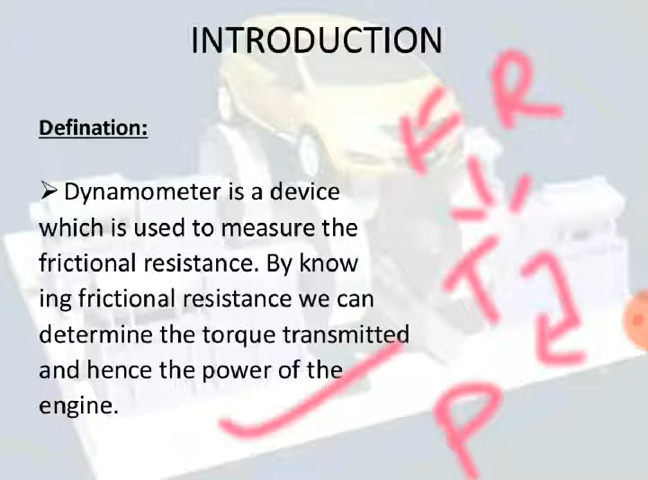 INTRODUCTION
Defination:
➢ Dynamometer is a device
which is used to measure the
frictional resistance. By know
ing frictional resistance we can
determine the torque transmitted
and hence the power of the
engine.
R
T
P